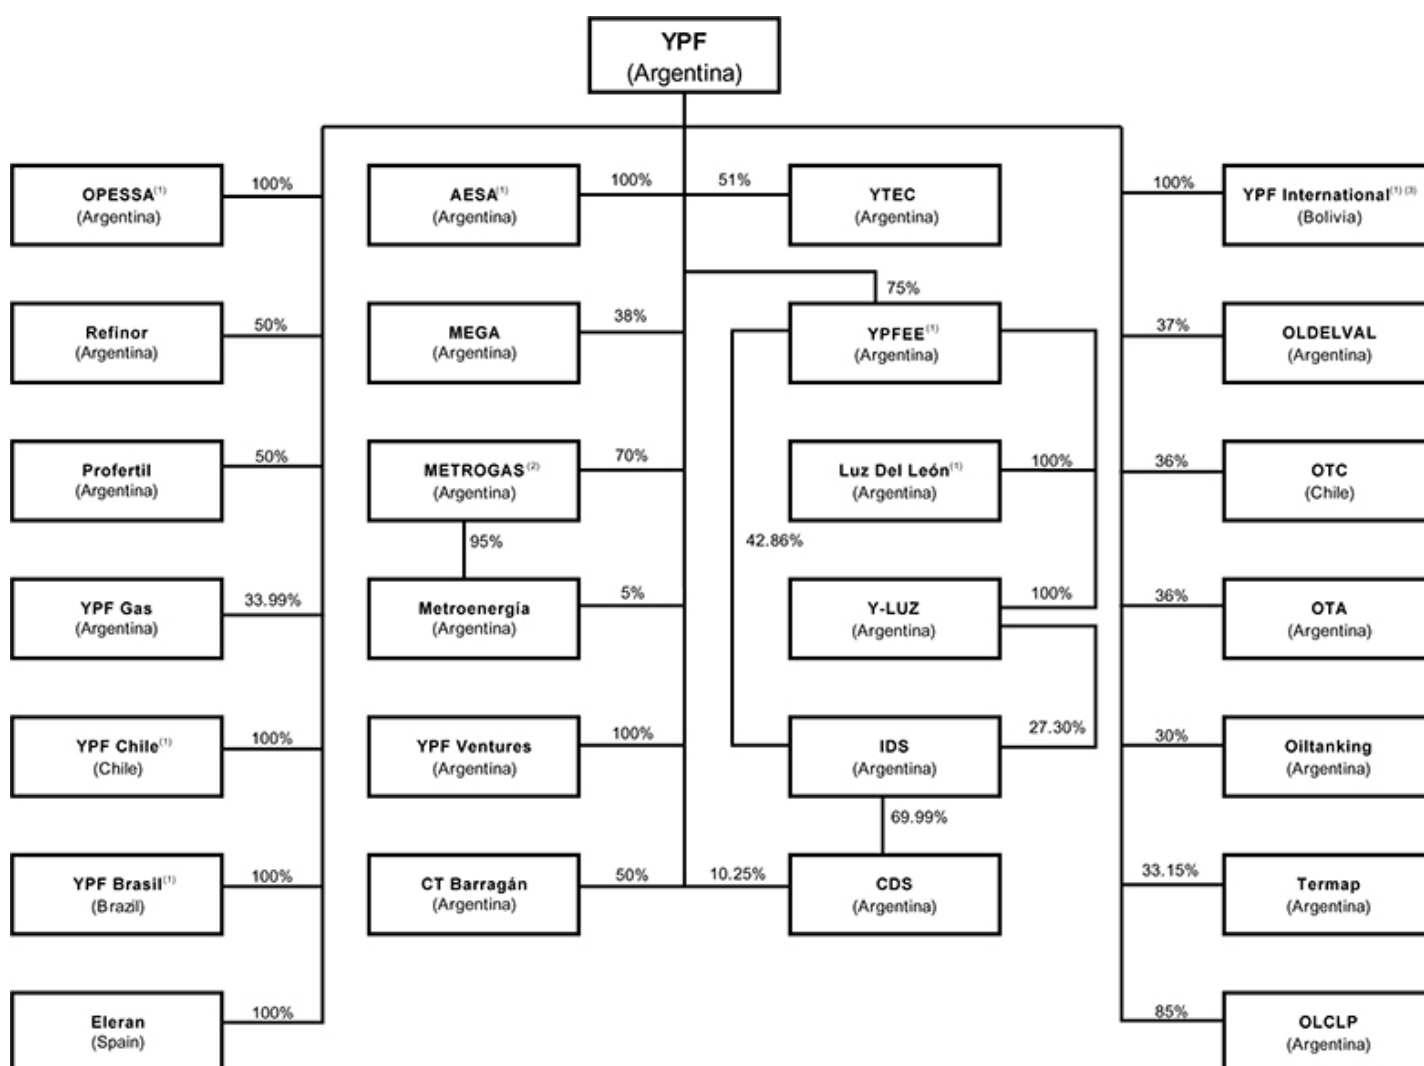 YPF
(Argentina)
OPESSA(1)
(Argentina)
100%
AESA(1)
(Argentina)
100%
51%
YTEC
(Argentina)
100%
YPF International(1) (3)
(Bolivia)
75%
Refinor
(Argentina)
50%
MEGA
(Argentina)
38%
YPFEE(1)
(Argentina)
37%
OLDELVAL
(Argentina)
Profertil
(Argentina)
50%
METROGAS(2)
(Argentina)
70%
Luz Del León(1)
(Argentina)
100%
36%
OTC
(Chile)
95%
42.86%
YPF Gas
(Argentina)
33.99%
Metroenergía
(Argentina)
5%
Y-LUZ
(Argentina)
100%
36%
OTA
(Argentina)
YPF Chile(1)
(Chile)
100%
YPF Ventures
(Argentina)
100%
IDS
(Argentina)
27.30%
30%
Oiltanking
(Argentina)
69.99%
YPF Brasil(1)
(Brazil)
100%
CT Barragán
(Argentina)
50%
10.25%
CDS
(Argentina)
33.15%
Termap
(Argentina)
Eleran
(Spain)
100%
85%
OLCLP
(Argentina)